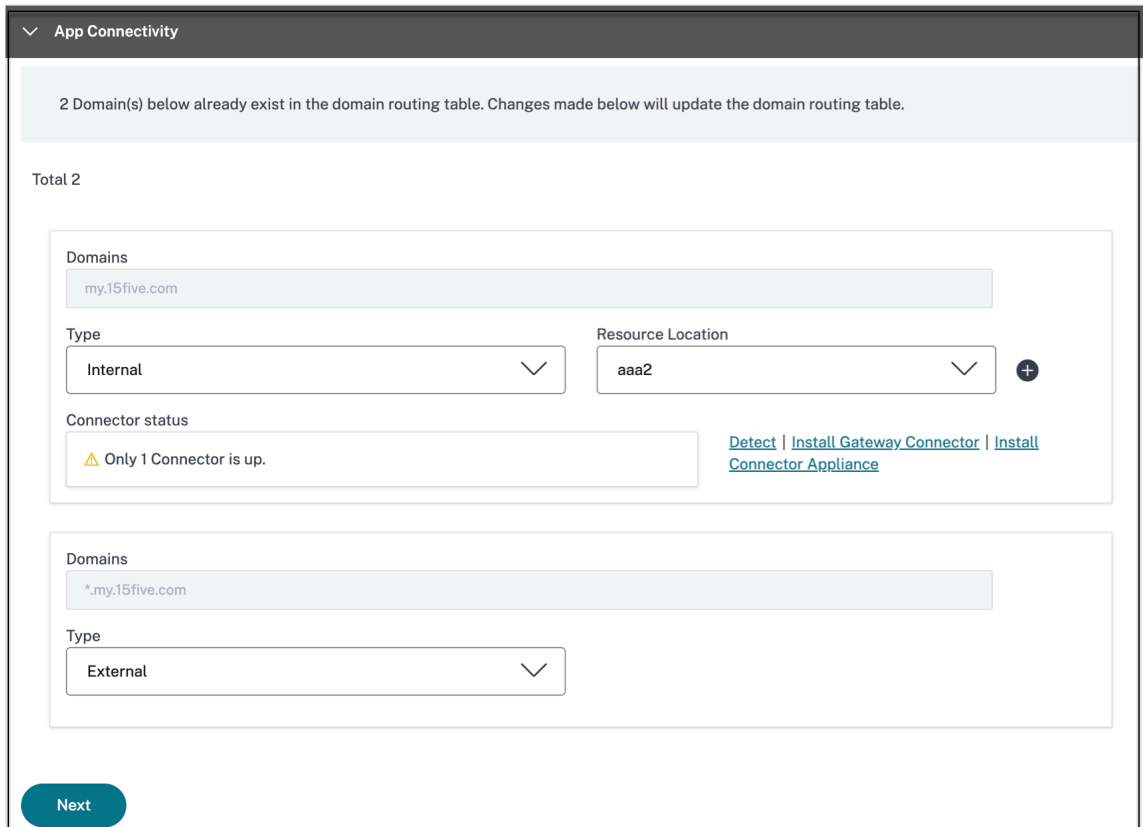 App Connectivity
2 Domain(s) below already exist in the domain routing table. Changes made below will update the domain routing table.
Total 2
Domains
my.15five.com
Type
Resource Location
Internal
aaa2
Connector status
Only 1 Connector is up.
Detect | Install Gateway Connector | Install
Connector Appliance
Domains
*.my.15five.com
Type
External
Next